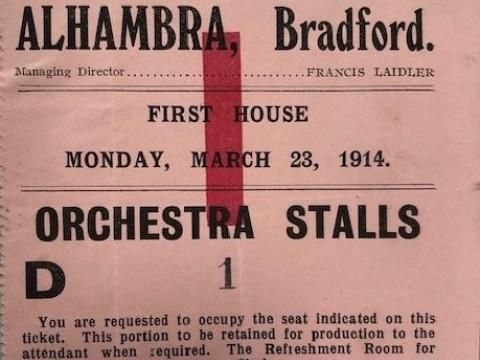 ALHAMBRA, Bradford.
Managing Director........................FRANCIS LAIDLER
FIRST HOUSE
MONDAY, MARCH 23, 1914.
ORCHESTRA STALLS
D 1
You are requested to occupy the seat indicated on this
ticket. This portion to be retained for production to the
attendant when required. The Refreshment Room for